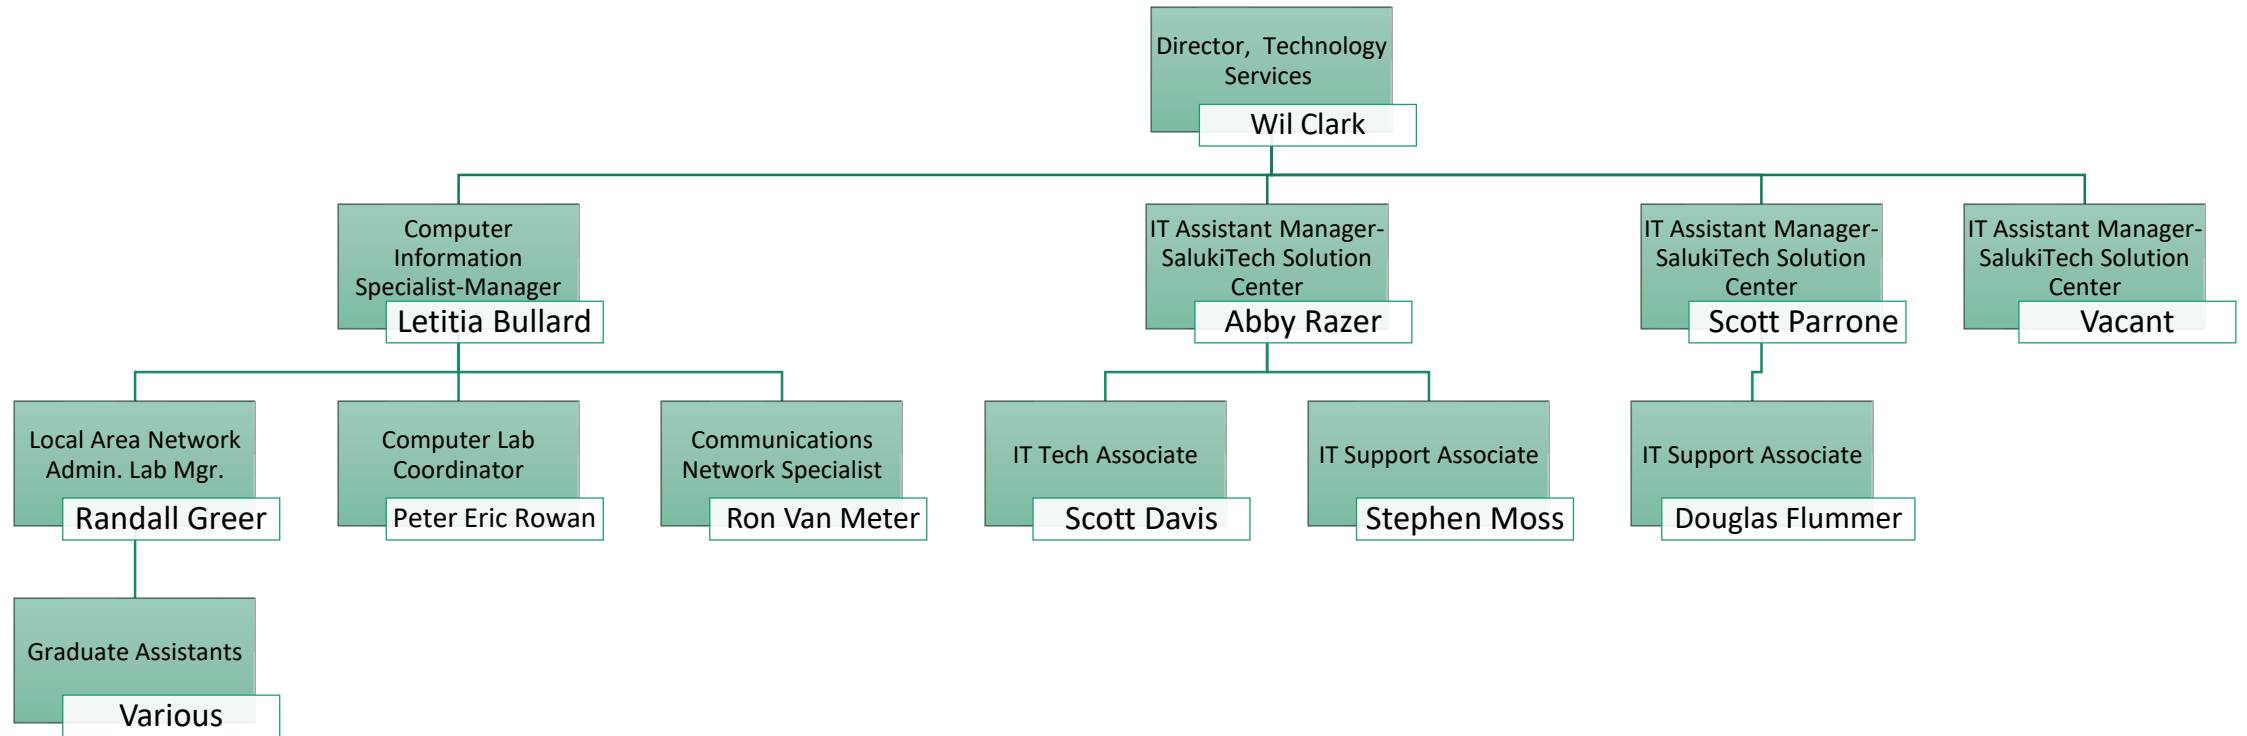 Director, Technology
Services
Wil Clark
Computer
Information
Specialist-Manager
Letitia Bullard
IT Assistant Manager-
SalukiTech Solution
Center
Abby Razer
IT Assistant Manager-
SalukiTech Solution
Center
Scott Parrone
IT Assistant Manager-
SalukiTech Solution
Center
Vacant
Local Area Network
Admin. Lab Mgr.
Randall Greer
Computer Lab
Coordinator
Peter Eric Rowan
Communications
Network Specialist
Ron Van Meter
IT Tech Associate
Scott Davis
IT Support Associate
Stephen Moss
IT Support Associate
Douglas Flummer
Graduate Assistants
Various